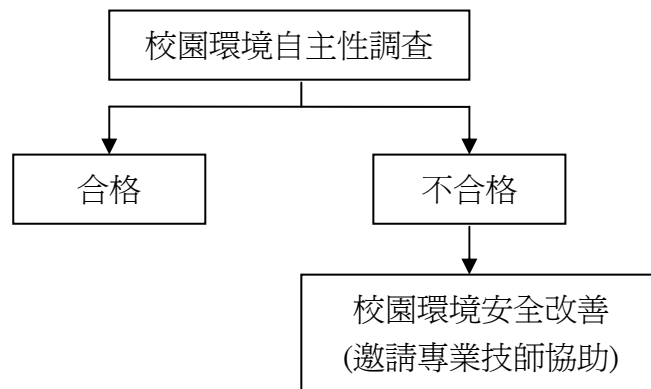 校園環境自主性調查
合格
不合格
校園環境安全改善
(邀請專業技師協助)